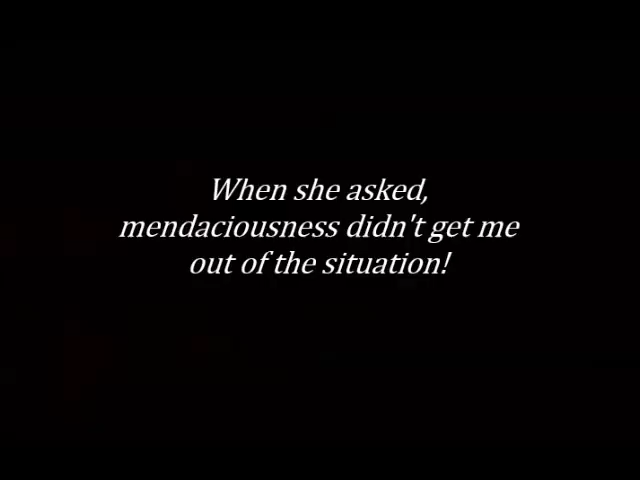 When she asked,
mendaciousness didn't get me
out of the situation!